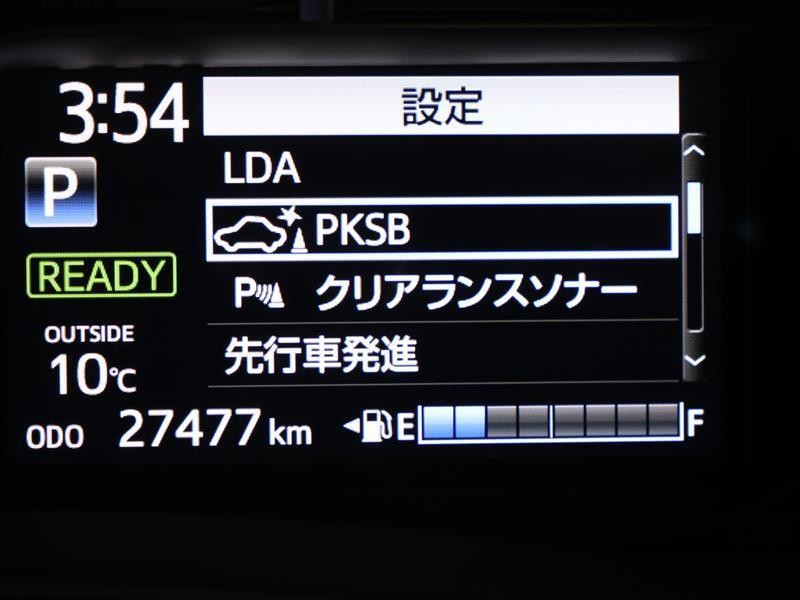 3:54
設定
LDA
P
PKSB
READY
P クリアランスソナー
OUTSIDE
10℃
先行車発進
ODO 27477 km
E F